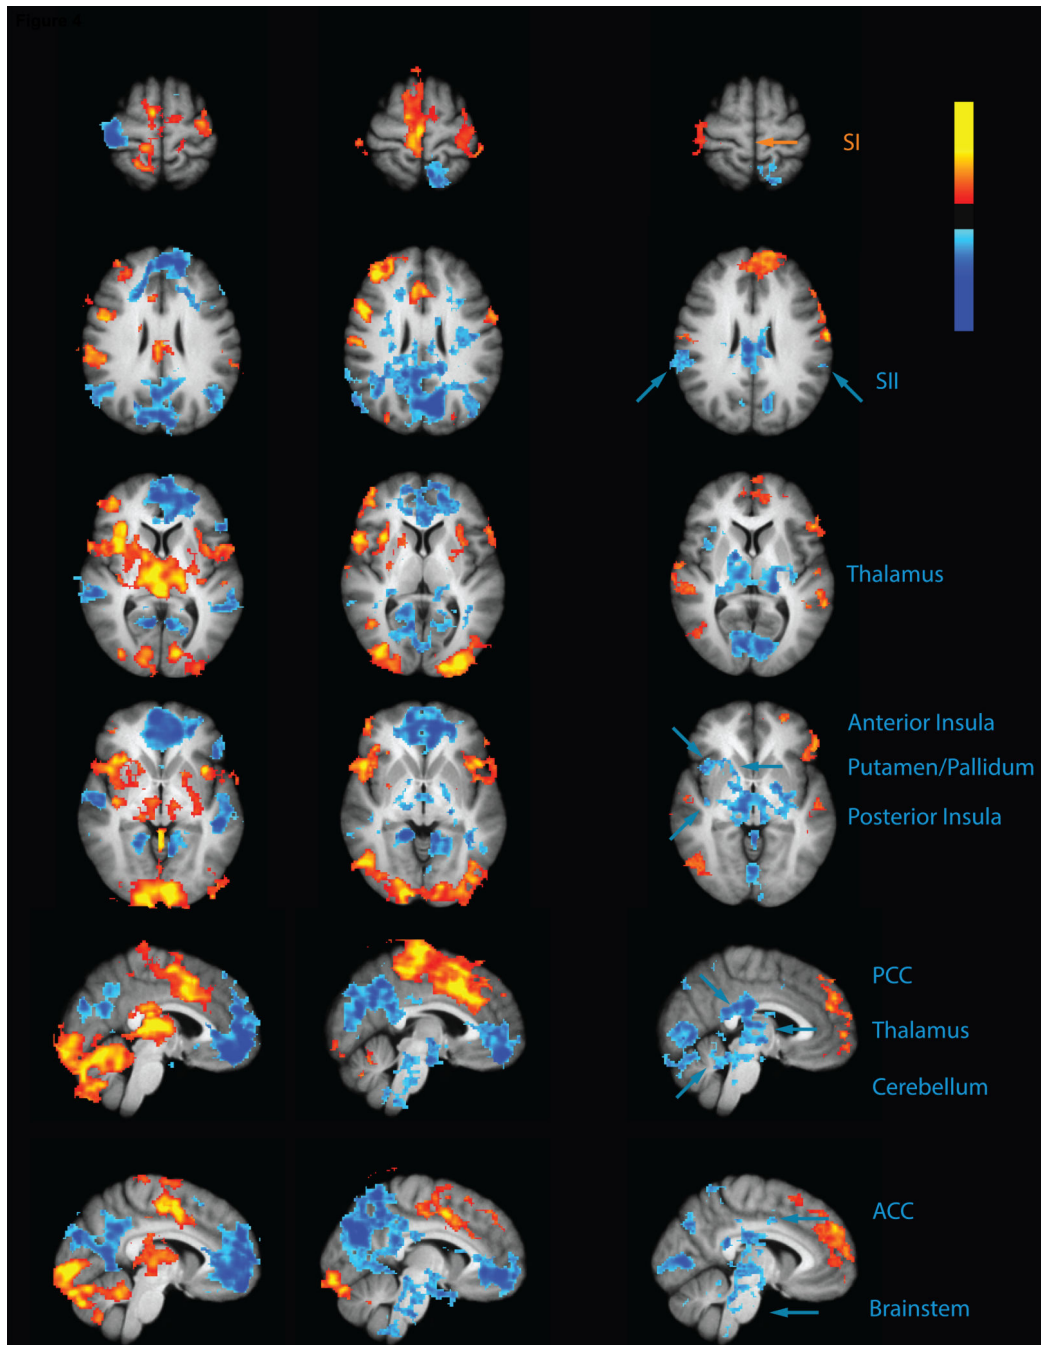 Figure 4
SI
SII
Thalamus
Anterior Insula
Putamen/Pallidum
Posterior Insula
PCC
Thalamus
Cerebellum
ACC
Brainstem